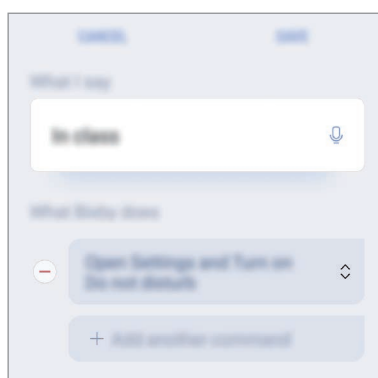 CANCEL SAVE
What I say
In class
What Bixby does
Open Settings and Turn on
Do not disturb
+ Add another command